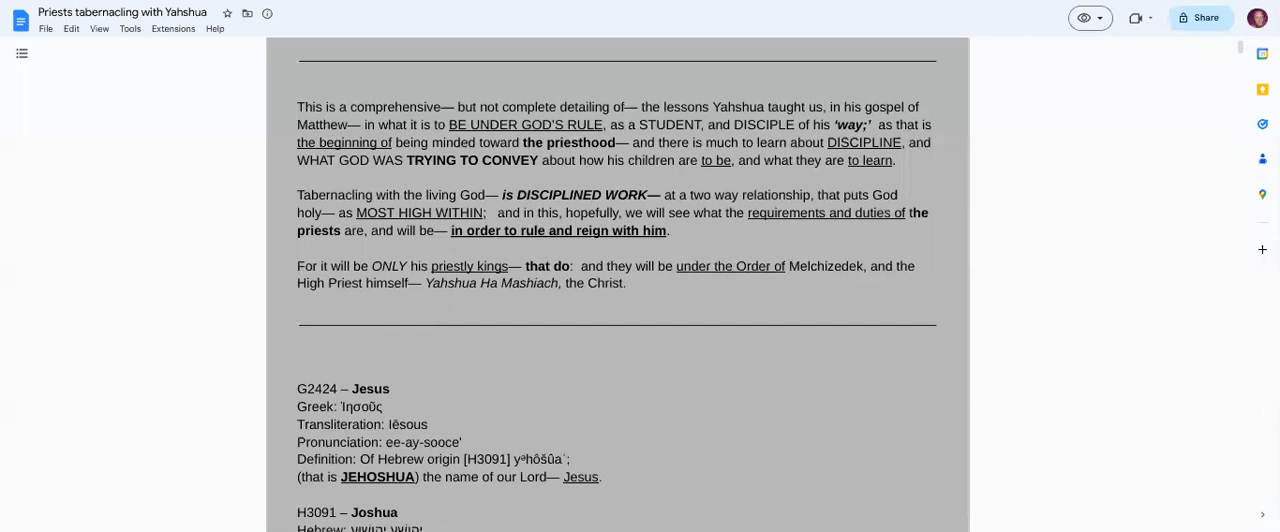 Priests tabernacling with Yahshua
File Edit View Tools Extensions Help
Share
This is a comprehensive— but not complete detailing of— the lessons Yahshua taught us, in his gospel of
Matthew— in what it is to BE UNDER GOD'S RULE, as a STUDENT, and DISCIPLE of his 'way;' as that is
the beginning of being minded toward the priesthood— and there is much to learn about DISCIPLINE, and
WHAT GOD WAS TRYING TO CONVEY about how his children are to be, and what they are to learn.
Tabernacling with the living God— is DISCIPLINED WORK— at a two way relationship, that puts God
holy— as MOST HIGH WITHIN; and in this, hopefully, we will see what the requirements and duties of the
priests are, and will be— in order to rule and reign with him.
For it will be ONLY his priestly kings— that do: and they will be under the Order of Melchizedek, and the
High Priest himself— Yahshua Ha Mashiach, the Christ.
G2424 – Jesus
Greek: Ἰησοῦς
Transliteration: Iēsous
Pronunciation: ee-ay-sooce'
Definition: Of Hebrew origin [H3091] yᵊhôšûaʿ;
(that is JEHOSHUA) the name of our Lord— Jesus.
H3091 – Joshua
Hebrew: